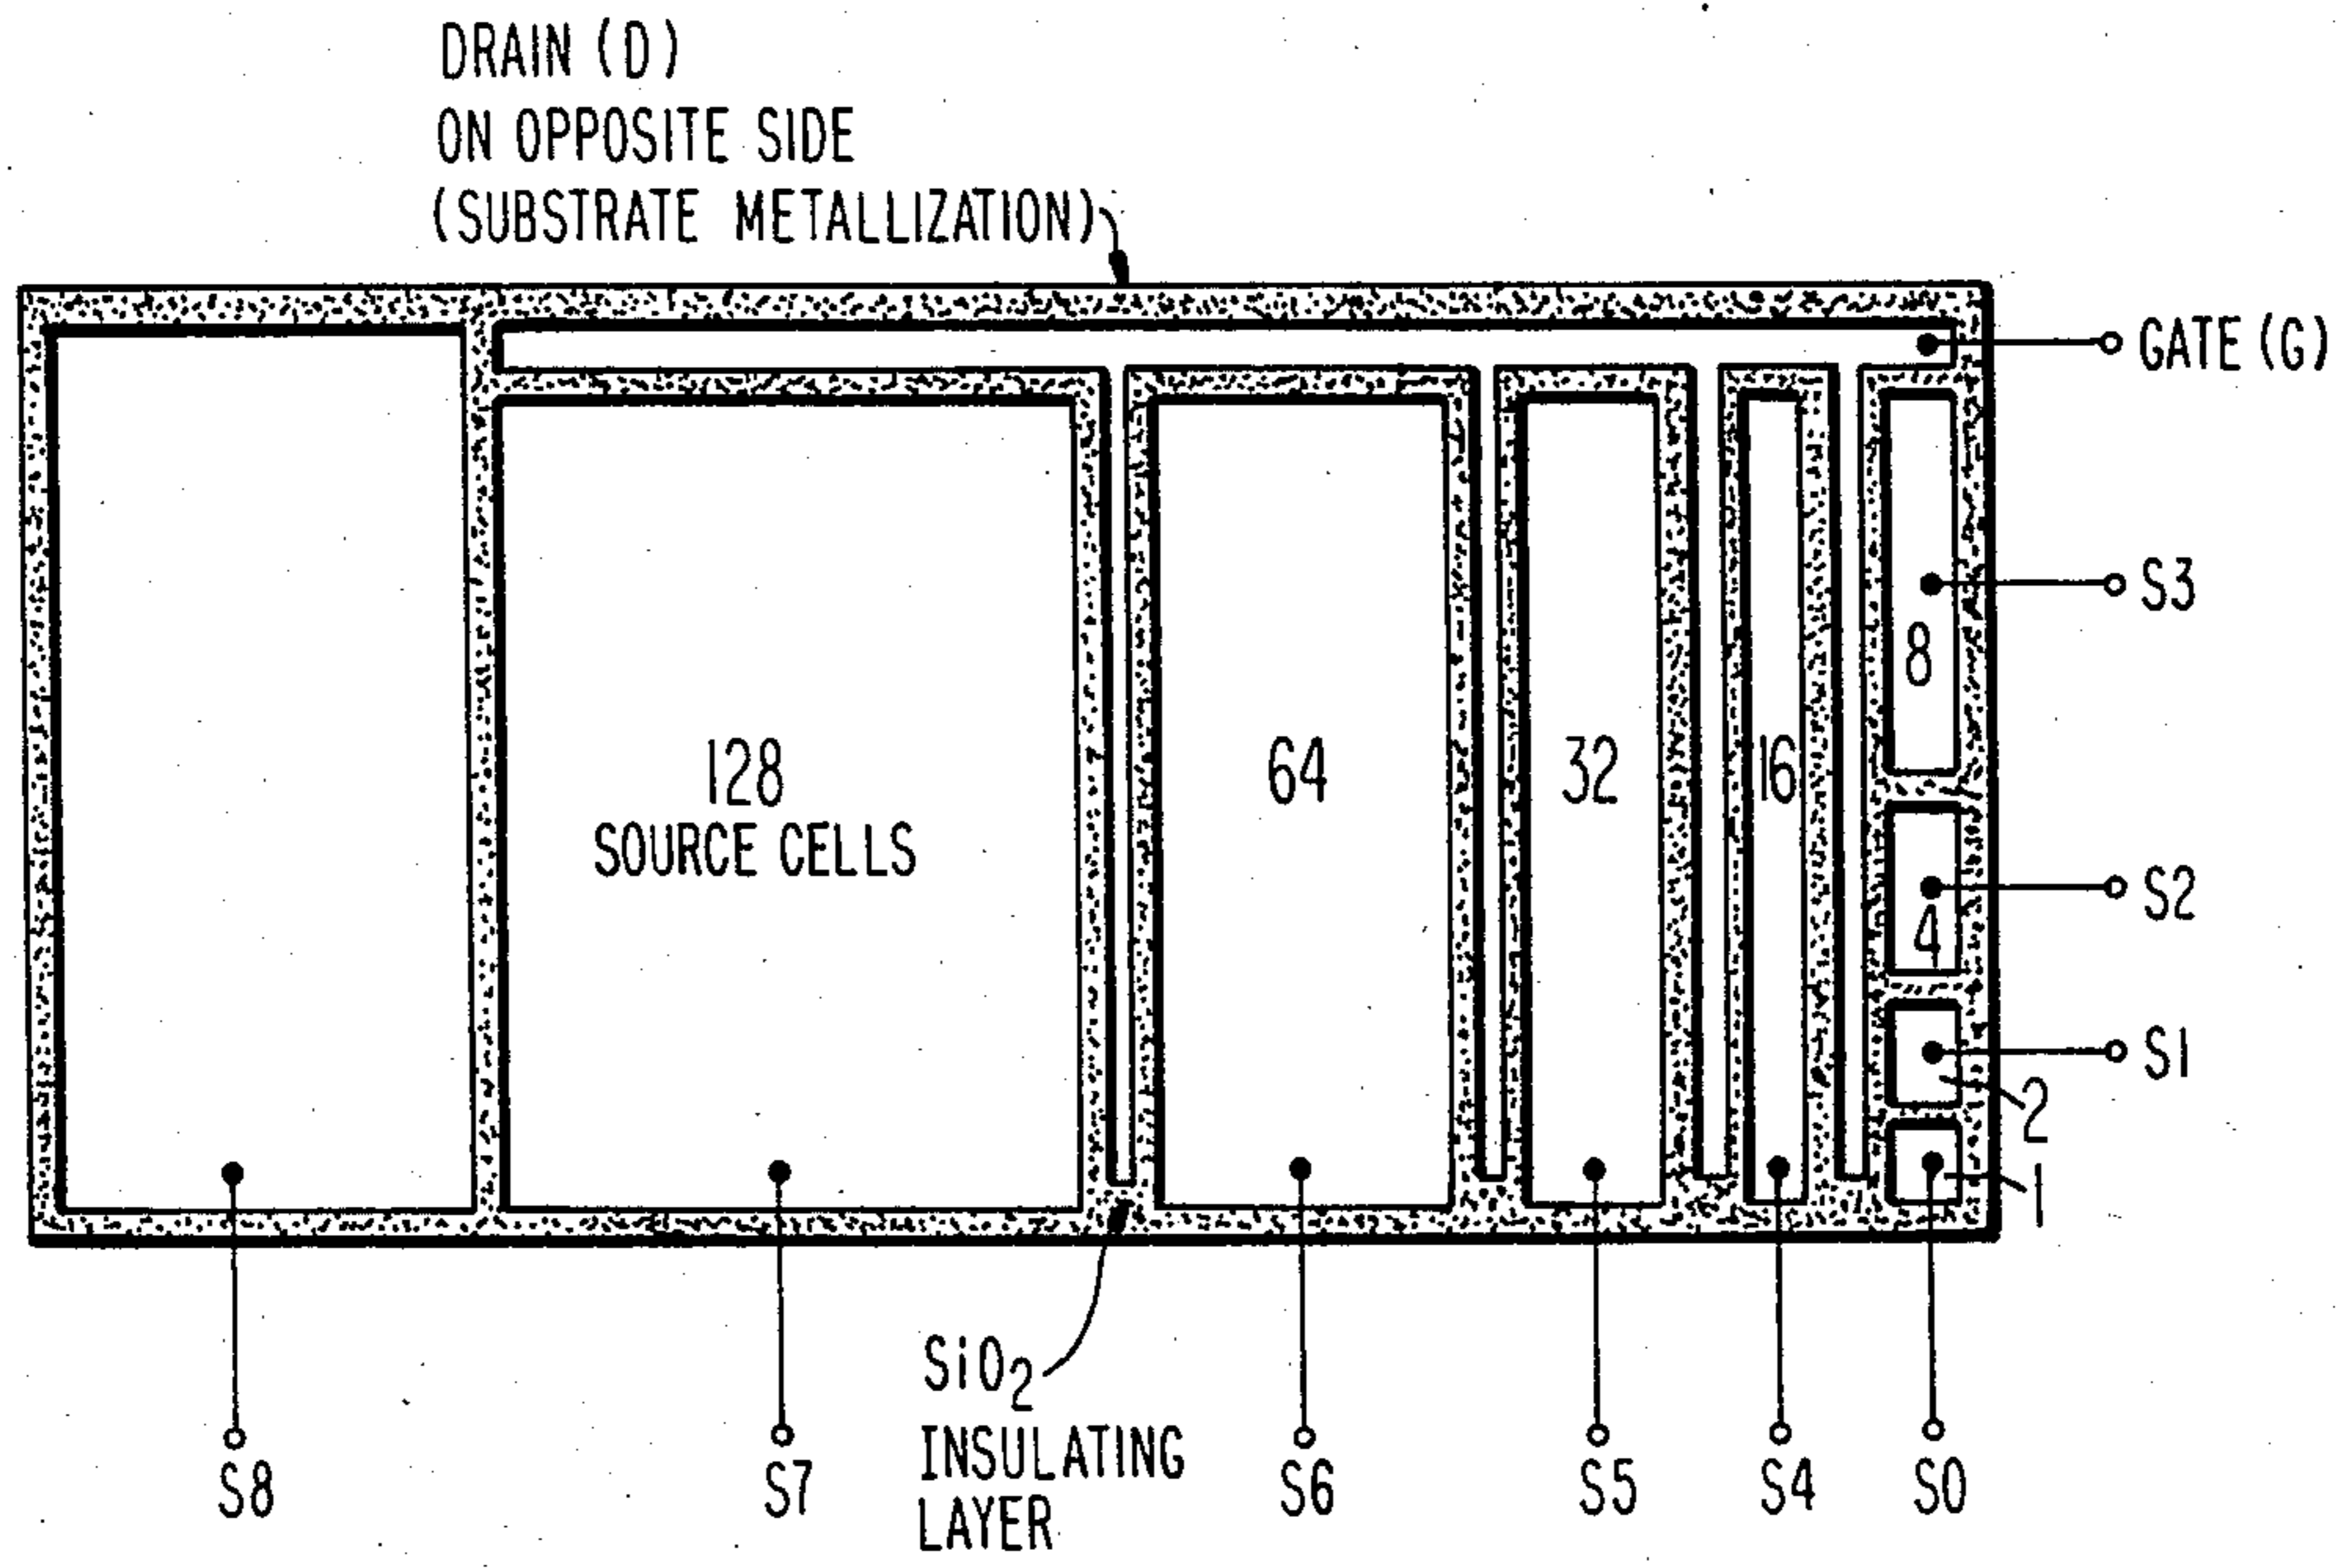 DRAIN (D)
ON OPPOSITE SIDE
(SUBSTRATE METALLIZATION)
GATE (G)
S3
8
128
SOURCE CELLS
64
32
16
S2
4
S1
2
1
SiO2
INSULATING
LAYER
S8
S7
S6
S5
S4
S0